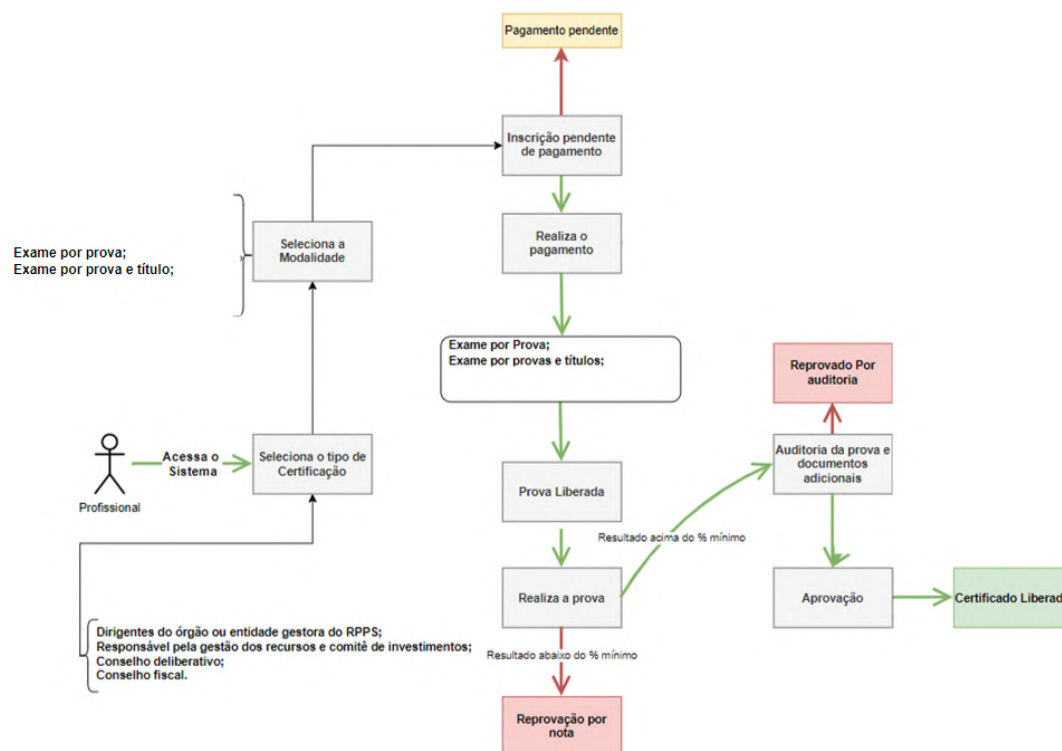 Pagamento pendente
Inscrição pendente
de pagamento
Exame por prova;
Exame por prova e título;
Seleciona a
Modalidade
Realiza o
pagamento
Exame por Prova;
Exame por provas e títulos;
Reprovado Por
auditoria
Profissional
Acessa o
Sistema
Seleciona o tipo de
Certificação
Auditoria da prova e
documentos
adicionais
Prova Liberada
Resultado acima do % mínimo
Realiza a prova
Aprovação
Certificado Liberad
Dirigentes do órgão ou entidade gestora do RPPS;
Responsável pela gestão dos recursos e comitê de investimentos;
Conselho deliberativo;
Conselho fiscal.
Resultado abaixo do % mínimo
Reprovação por
nota